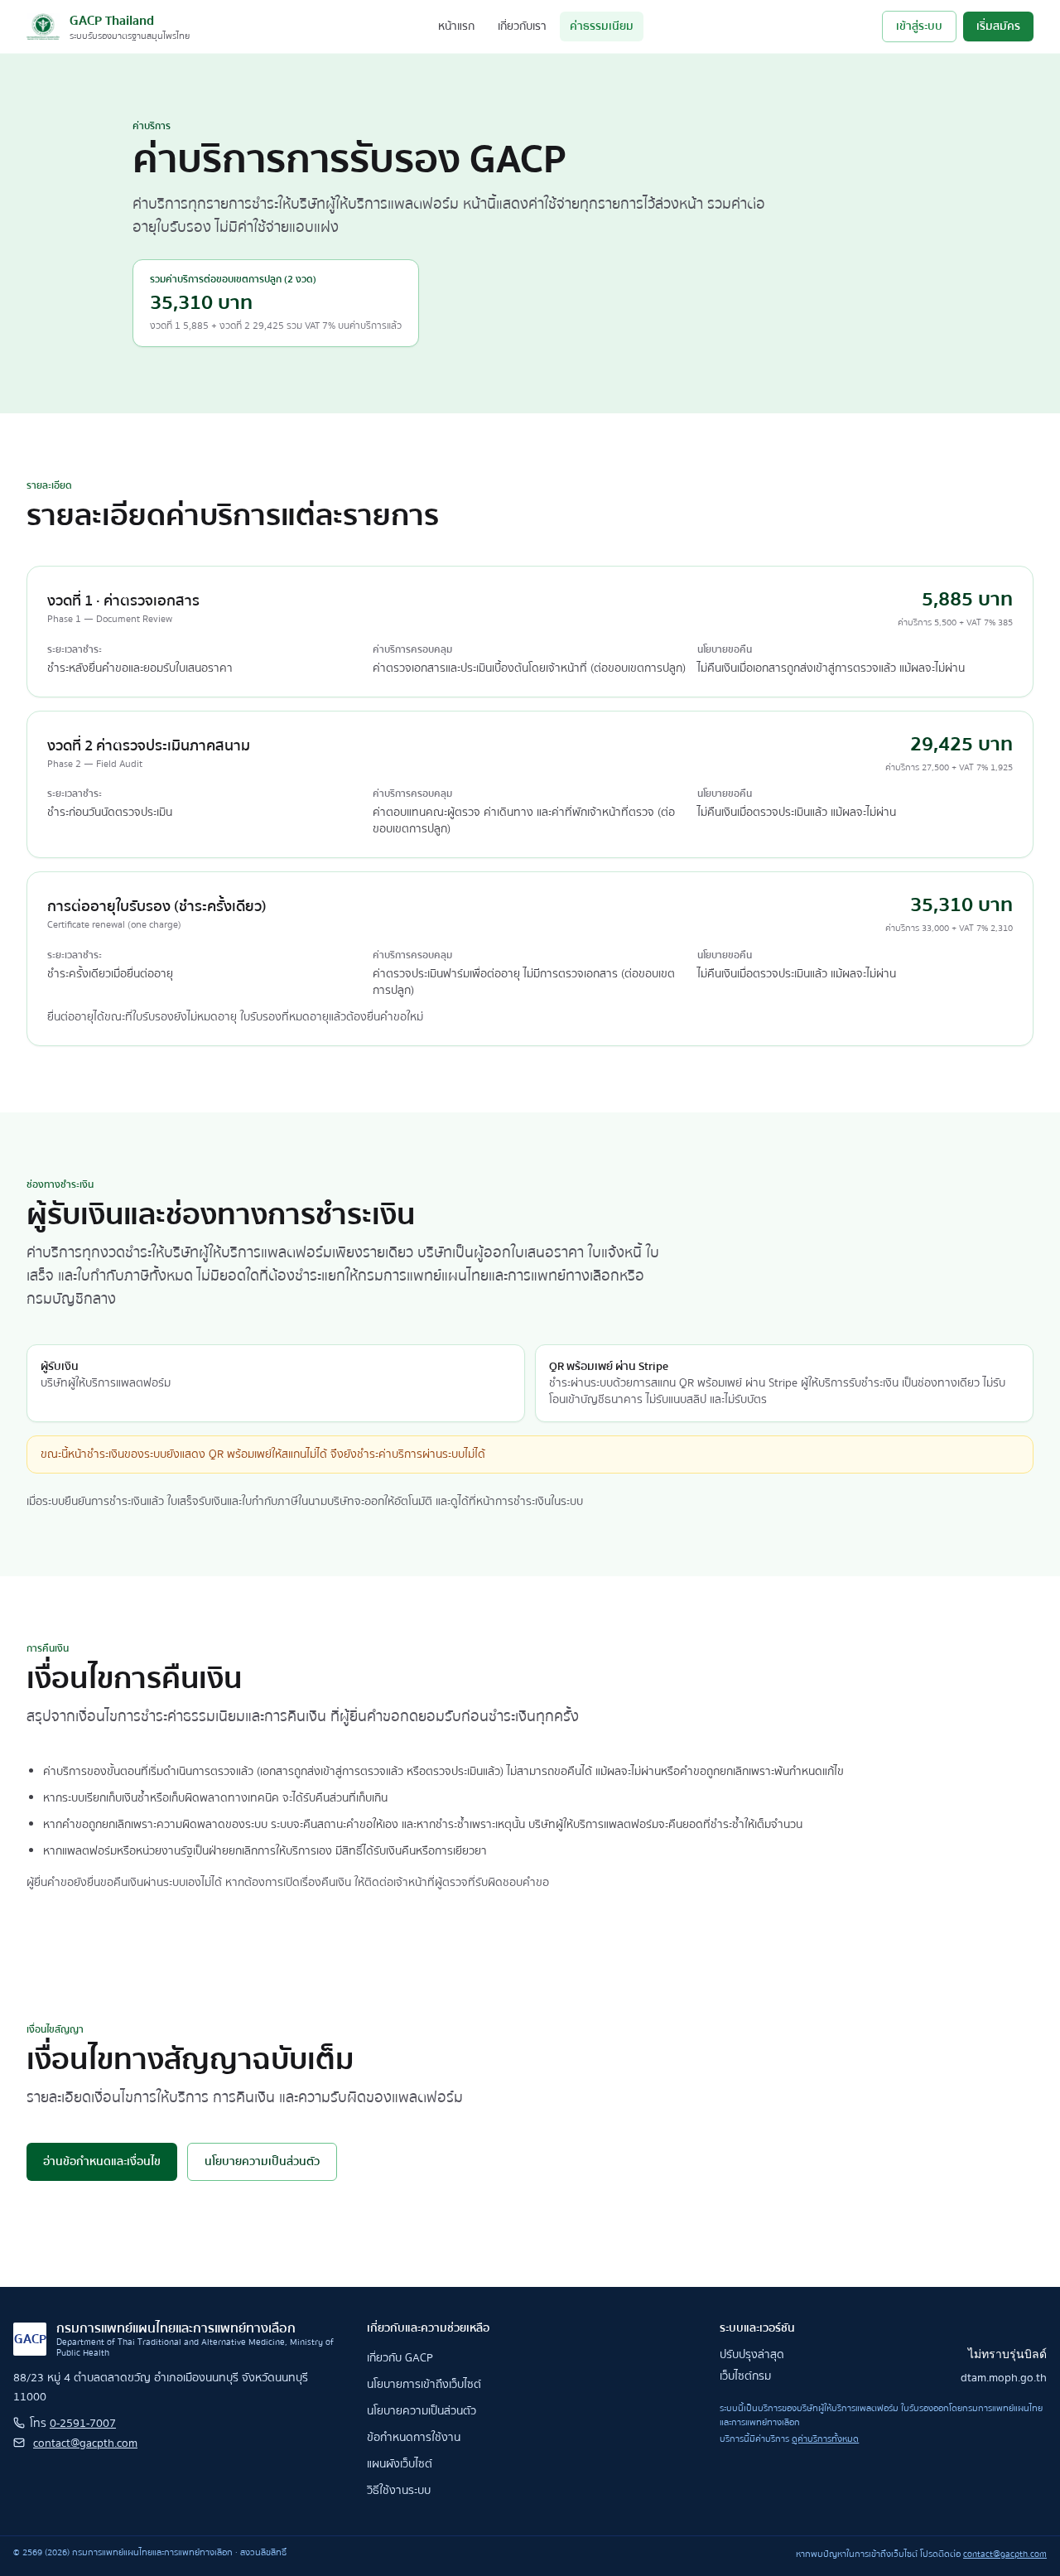 GACP Thailand
ระบบรับรองมาตรฐานสมุนไพรไทย
หน้าแรก
เกี่ยวกับเรา
ค่าธรรมเนียม
เข้าสู่ระบบ
เริ่มสมัคร
ค่าบริการ
ค่าบริการการรับรอง GACP
ค่าบริการทุกรายการชำระให้บริษัทผู้ให้บริการแพลตฟอร์ม หน้านี้แสดงค่าใช้จ่ายทุกรายการไว้ล่วงหน้า รวมค่าต่อ
อายุใบรับรอง ไม่มีค่าใช้จ่ายแอบแฝง
รวมค่าบริการต่อขอบเขตการปลูก (2 งวด)
35,310 บาท
งวดที่ 1 5,885 + งวดที่ 2 29,425 รวม VAT 7% บนค่าบริการแล้ว
รายละเอียด
รายละเอียดค่าบริการแต่ละรายการ
งวดที่ 1 · ค่าตรวจเอกสาร
Phase 1 — Document Review
5,885 บาท
ค่าบริการ 5,500 + VAT 7% 385
ระยะเวลาชำระ
ชำระหลังยื่นคำขอและยอมรับใบเสนอราคา
ค่าบริการครอบคลุม
ค่าตรวจเอกสารและประเมินเบื้องต้นโดยเจ้าหน้าที่ (ต่อขอบเขตการปลูก)
นโยบายขอคืน
ไม่คืนเงินเมื่อเอกสารถูกส่งเข้าสู่การตรวจแล้ว แม้ผลจะไม่ผ่าน
งวดที่ 2 ค่าตรวจประเมินภาคสนาม
Phase 2 — Field Audit
29,425 บาท
ค่าบริการ 27,500 + VAT 7% 1,925
ระยะเวลาชำระ
ชำระก่อนวันนัดตรวจประเมิน
ค่าบริการครอบคลุม
ค่าตอบแทนคณะผู้ตรวจ ค่าเดินทาง และค่าที่พักเจ้าหน้าที่ตรวจ (ต่อ
ขอบเขตการปลูก)
นโยบายขอคืน
ไม่คืนเงินเมื่อตรวจประเมินแล้ว แม้ผลจะไม่ผ่าน
การต่ออายุใบรับรอง (ชำระครั้งเดียว)
Certificate renewal (one charge)
35,310 บาท
ค่าบริการ 33,000 + VAT 7% 2,310
ระยะเวลาชำระ
ชำระครั้งเดียวเมื่อยื่นต่ออายุ
ค่าบริการครอบคลุม
ค่าตรวจประเมินฟาร์มเพื่อต่ออายุ ไม่มีการตรวจเอกสาร (ต่อขอบเขต
การปลูก)
นโยบายขอคืน
ไม่คืนเงินเมื่อตรวจประเมินแล้ว แม้ผลจะไม่ผ่าน
ยื่นต่ออายุได้ขณะที่ใบรับรองยังไม่หมดอายุ ใบรับรองที่หมดอายุแล้วต้องยื่นคำขอใหม่
ช่องทางชำระเงิน
ผู้รับเงินและช่องทางการชำระเงิน
ค่าบริการทุกงวดชำระให้บริษัทผู้ให้บริการแพลตฟอร์มเพียงรายเดียว บริษัทเป็นผู้ออกใบเสนอราคา ใบแจ้งหนี้ ใบ
เสร็จ และใบกำกับภาษีทั้งหมด ไม่มียอดใดที่ต้องชำระแยกให้กรมการแพทย์แผนไทยและการแพทย์ทางเลือกหรือ
กรมบัญชีกลาง
ผู้รับเงิน
บริษัทผู้ให้บริการแพลตฟอร์ม
QR พร้อมเพย์ ผ่าน Stripe
ชำระผ่านระบบด้วยการสแกน QR พร้อมเพย์ ผ่าน Stripe ผู้ให้บริการรับชำระเงิน เป็นช่องทางเดียว ไม่รับ
โอนเข้าบัญชีธนาคาร ไม่รับแนบสลิป และไม่รับบัตร
ขณะนี้หน้าชำระเงินของระบบยังแสดง QR พร้อมเพย์ให้สแกนไม่ได้ จึงยังชำระค่าบริการผ่านระบบไม่ได้
เมื่อระบบยืนยันการชำระเงินแล้ว ใบเสร็จรับเงินและใบกำกับภาษีในนามบริษัทจะออกให้อัตโนมัติ และดูได้ที่หน้าการชำระเงินในระบบ
การคืนเงิน
เงื่อนไขการคืนเงิน
สรุปจากเงื่อนไขการชำระค่าธรรมเนียมและการคืนเงิน ที่ผู้ยื่นคำขอกดยอมรับก่อนชำระเงินทุกครั้ง
• ค่าบริการของขั้นตอนที่เริ่มดำเนินการตรวจแล้ว (เอกสารถูกส่งเข้าสู่การตรวจแล้ว หรือตรวจประเมินแล้ว) ไม่สามารถขอคืนได้ แม้ผลจะไม่ผ่านหรือคำขอถูกยกเลิกเพราะพ้นกำหนดแก้ไข
• หากระบบเรียกเก็บเงินซ้ำหรือเก็บผิดพลาดทางเทคนิค จะได้รับคืนส่วนที่เก็บเกิน
• หากคำขอถูกยกเลิกเพราะความผิดพลาดของระบบ ระบบจะคืนสถานะคำขอให้เอง และหากชำระซ้ำเพราะเหตุนั้น บริษัทผู้ให้บริการแพลตฟอร์มจะคืนยอดที่ชำระซ้ำให้เต็มจำนวน
• หากแพลตฟอร์มหรือหน่วยงานรัฐเป็นฝ่ายยกเลิกการให้บริการเอง มีสิทธิ์ได้รับเงินคืนหรือการเยียวยา
ผู้ยื่นคำขอยังยื่นขอคืนเงินผ่านระบบเองไม่ได้ หากต้องการเปิดเรื่องคืนเงิน ให้ติดต่อเจ้าหน้าที่ผู้ตรวจที่รับผิดชอบคำขอ
เงื่อนไขสัญญา
เงื่อนไขทางสัญญาฉบับเต็ม
รายละเอียดเงื่อนไขการให้บริการ การคืนเงิน และความรับผิดของแพลตฟอร์ม
อ่านข้อกำหนดและเงื่อนไข
นโยบายความเป็นส่วนตัว
GACP
กรมการแพทย์แผนไทยและการแพทย์ทางเลือก
Department of Thai Traditional and Alternative Medicine, Ministry of
Public Health
88/23 หมู่ 4 ตำบลตลาดขวัญ อำเภอเมืองนนทบุรี จังหวัดนนทบุรี
11000
โทร 0-2591-7007
contact@gacpth.com
เกี่ยวกับและความช่วยเหลือ
เกี่ยวกับ GACP
นโยบายการเข้าถึงเว็บไซต์
นโยบายความเป็นส่วนตัว
ข้อกำหนดการใช้งาน
แผนผังเว็บไซต์
วิธีใช้งานระบบ
ระบบและเวอร์ชัน
ปรับปรุงล่าสุด
ไม่ทราบรุ่นบิลด์
เว็บไซต์กรม
dtam.moph.go.th
ระบบนี้เป็นบริการของบริษัทผู้ให้บริการแพลตฟอร์ม ใบรับรองออกโดยกรมการแพทย์แผนไทย
และการแพทย์ทางเลือก
บริการนี้มีค่าบริการ ดูค่าบริการทั้งหมด
© 2569 (2026) กรมการแพทย์แผนไทยและการแพทย์ทางเลือก · สงวนลิขสิทธิ์
หากพบปัญหาในการเข้าถึงเว็บไซต์ โปรดติดต่อ contact@gacpth.com